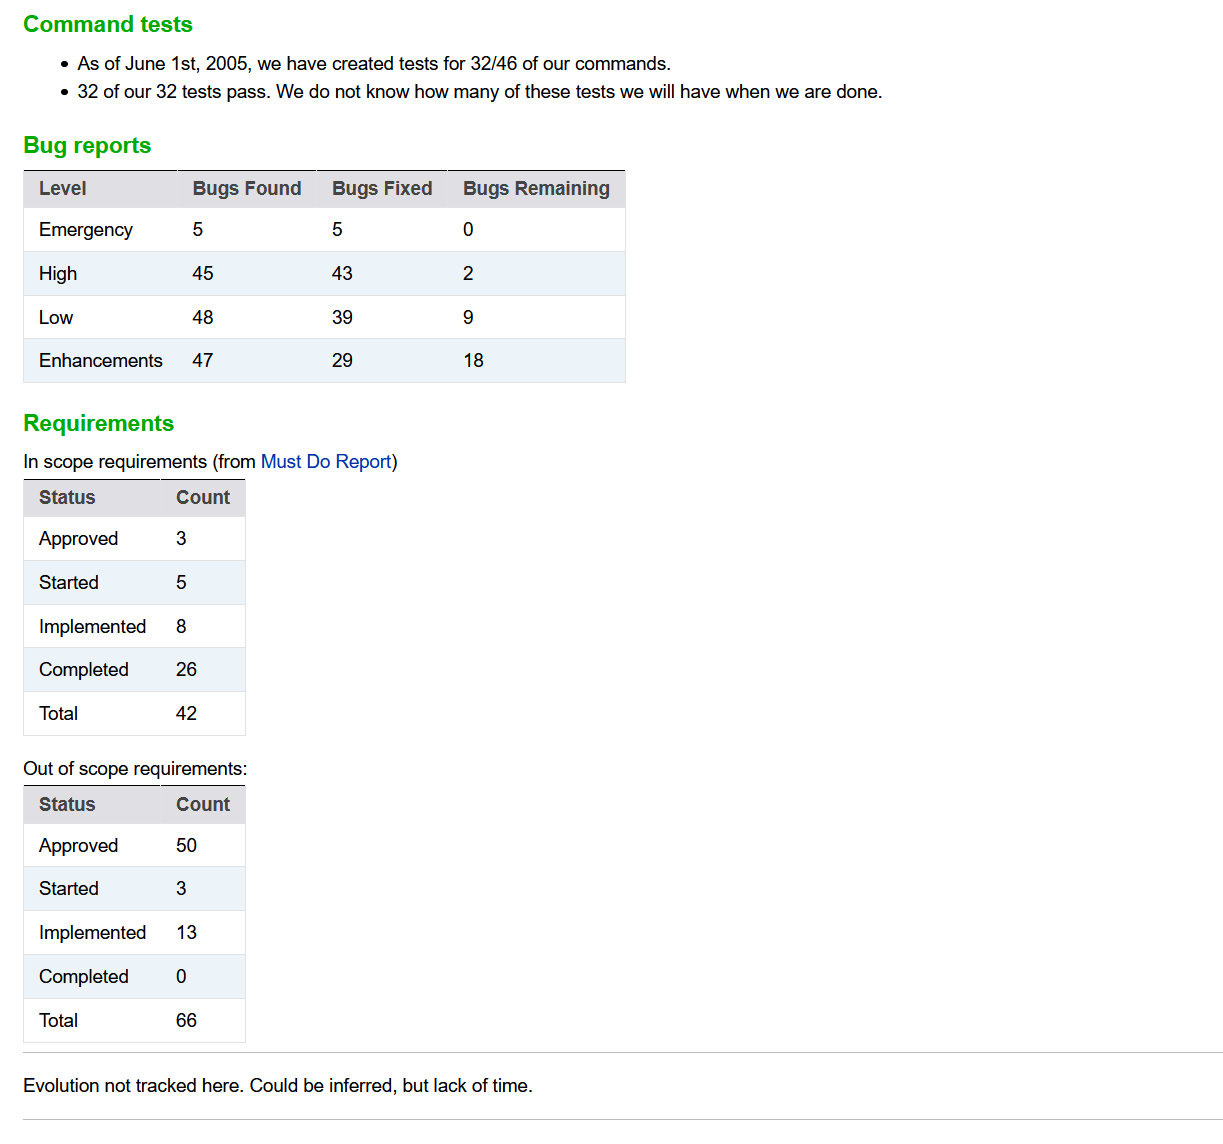 Command tests
• As of June 1st, 2005, we have created tests for 32/46 of our commands.
• 32 of our 32 tests pass. We do not know how many of these tests we will have when we are done.
Bug reports
Level Bugs Found Bugs Fixed Bugs Remaining
Emergency 5 5 0
High 45 43 2
Low 48 39 9
Enhancements 47 29 18
Requirements
In scope requirements (from Must Do Report)
Status Count
Approved 3
Started 5
Implemented 8
Completed 26
Total 42
Out of scope requirements:
Status Count
Approved 50
Started 3
Implemented 13
Completed 0
Total 66
Evolution not tracked here. Could be inferred, but lack of time.